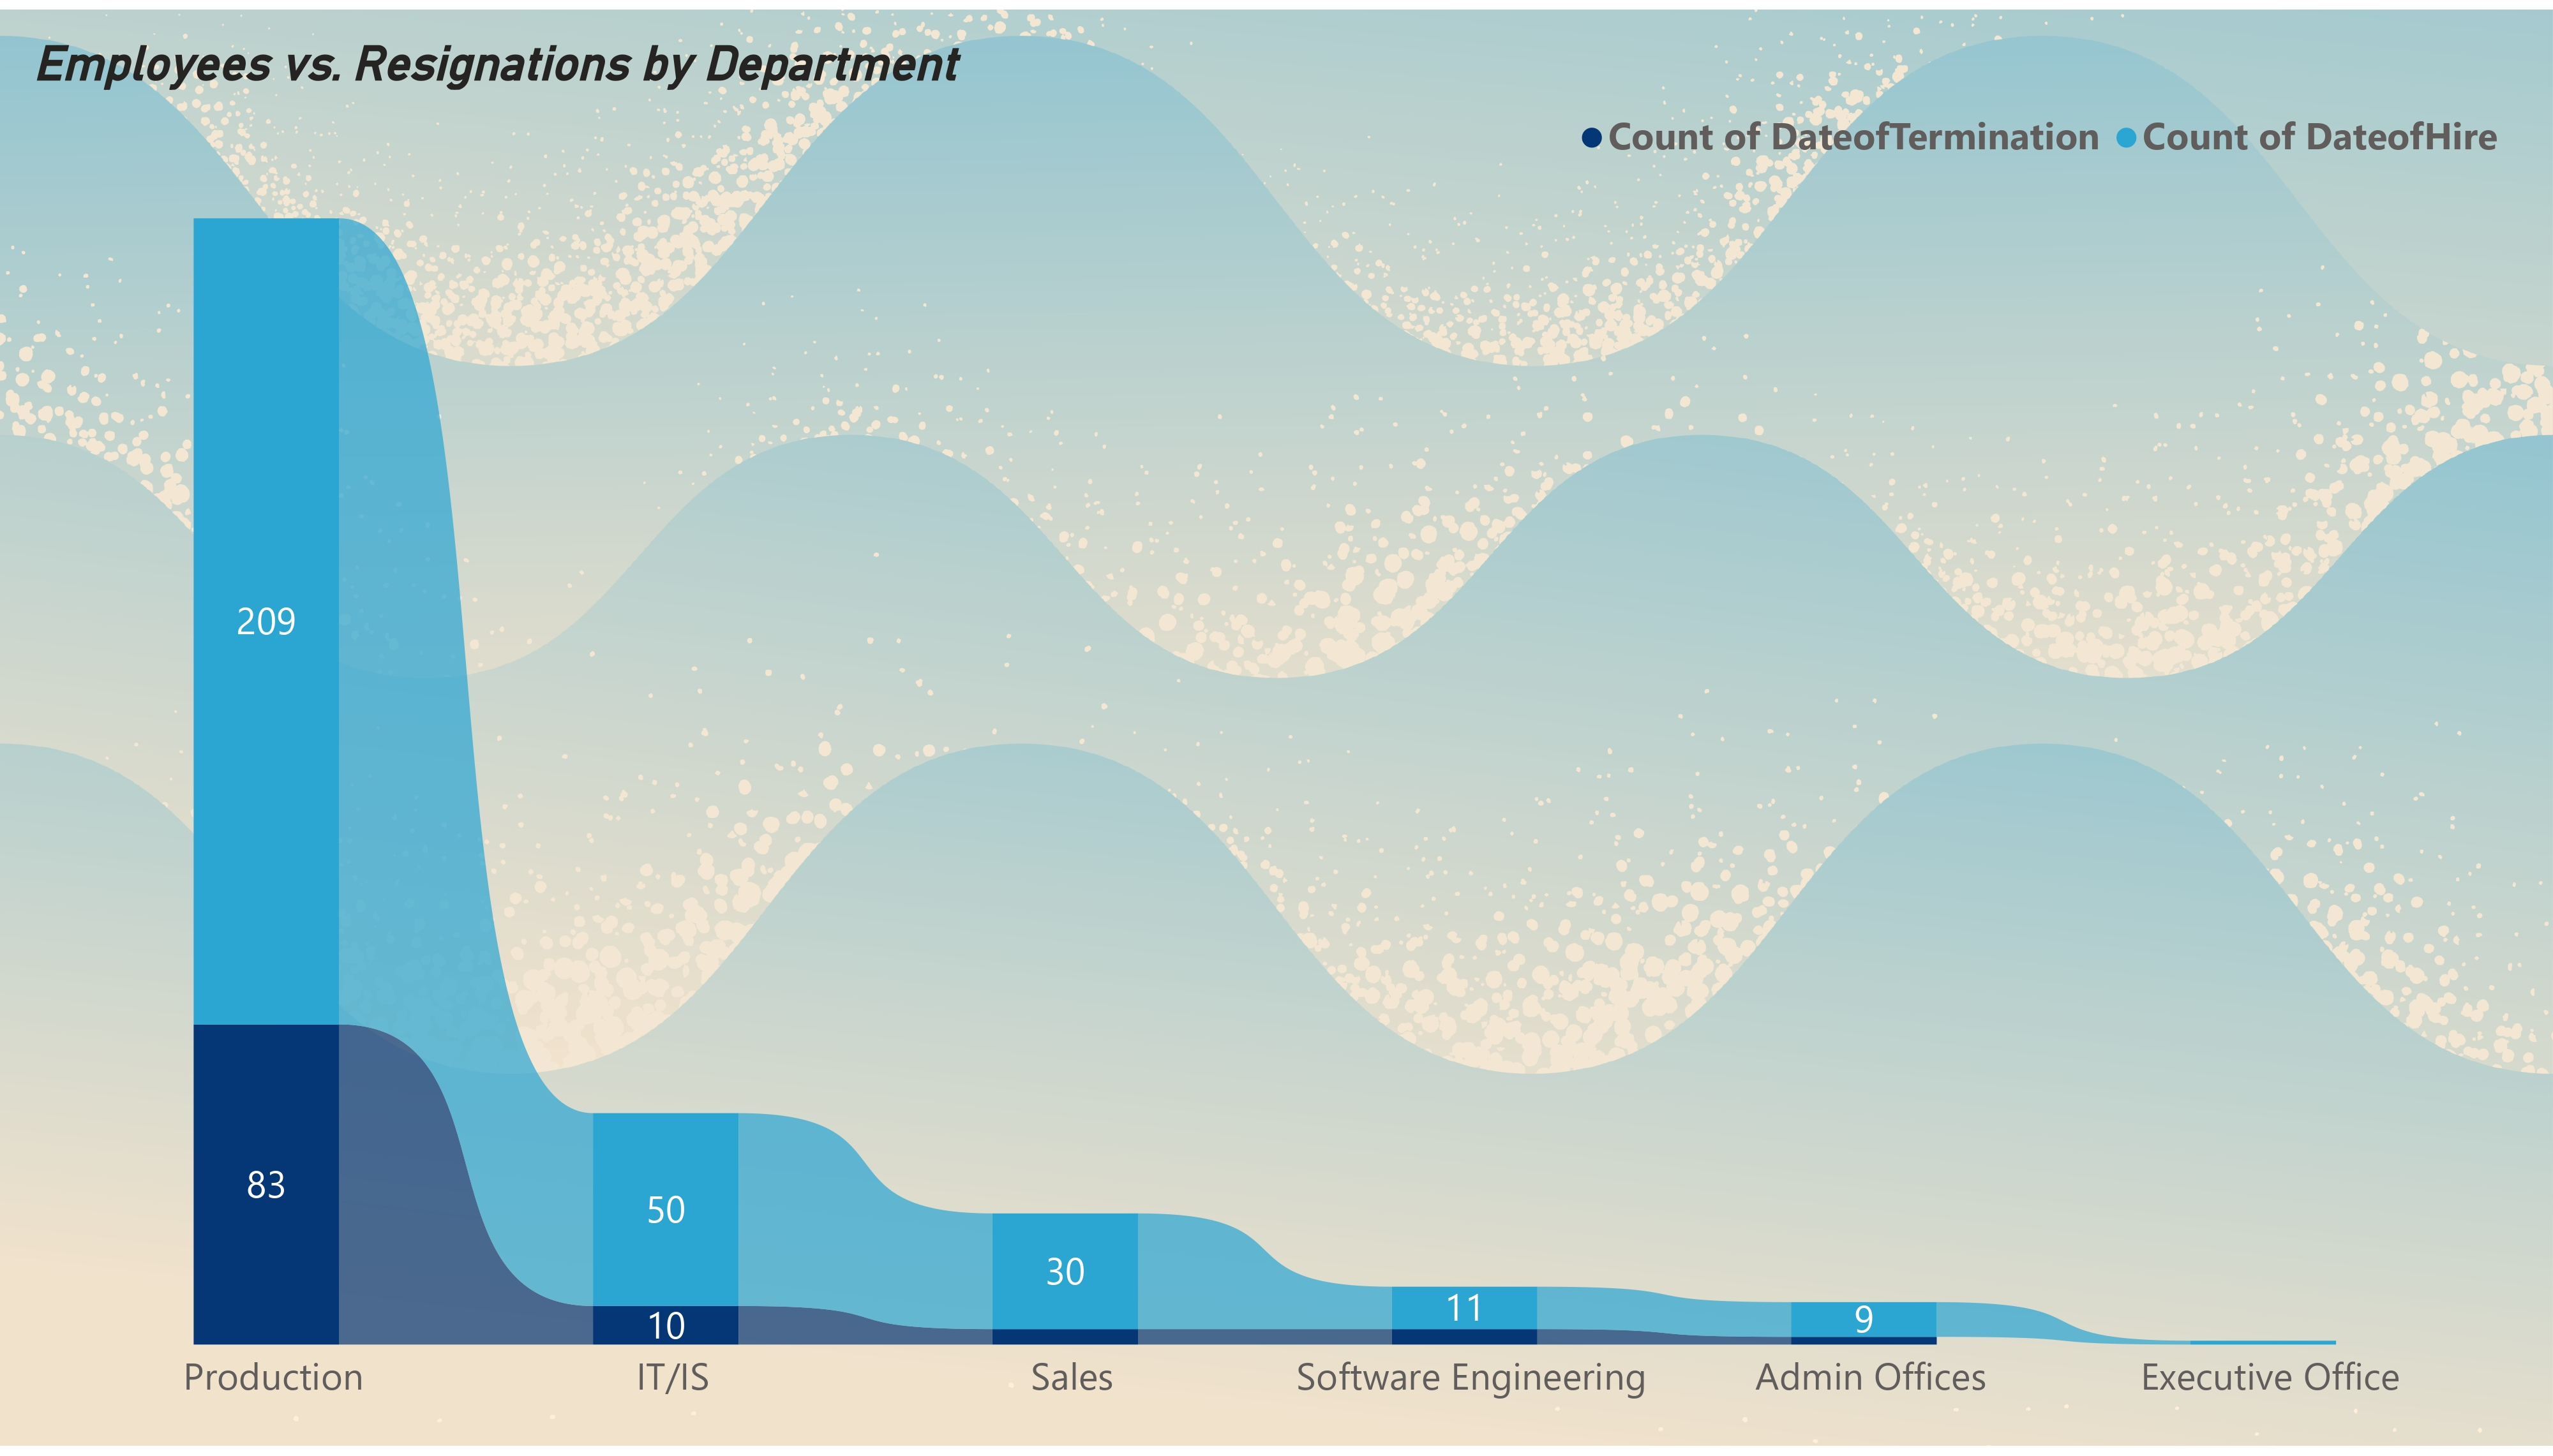 Employees vs. Resignations by Department
Count of DateofTermination Count of DateofHire
209
83
50
10
30
11
9
Production IT/IS Sales Software Engineering Admin Offices Executive Office